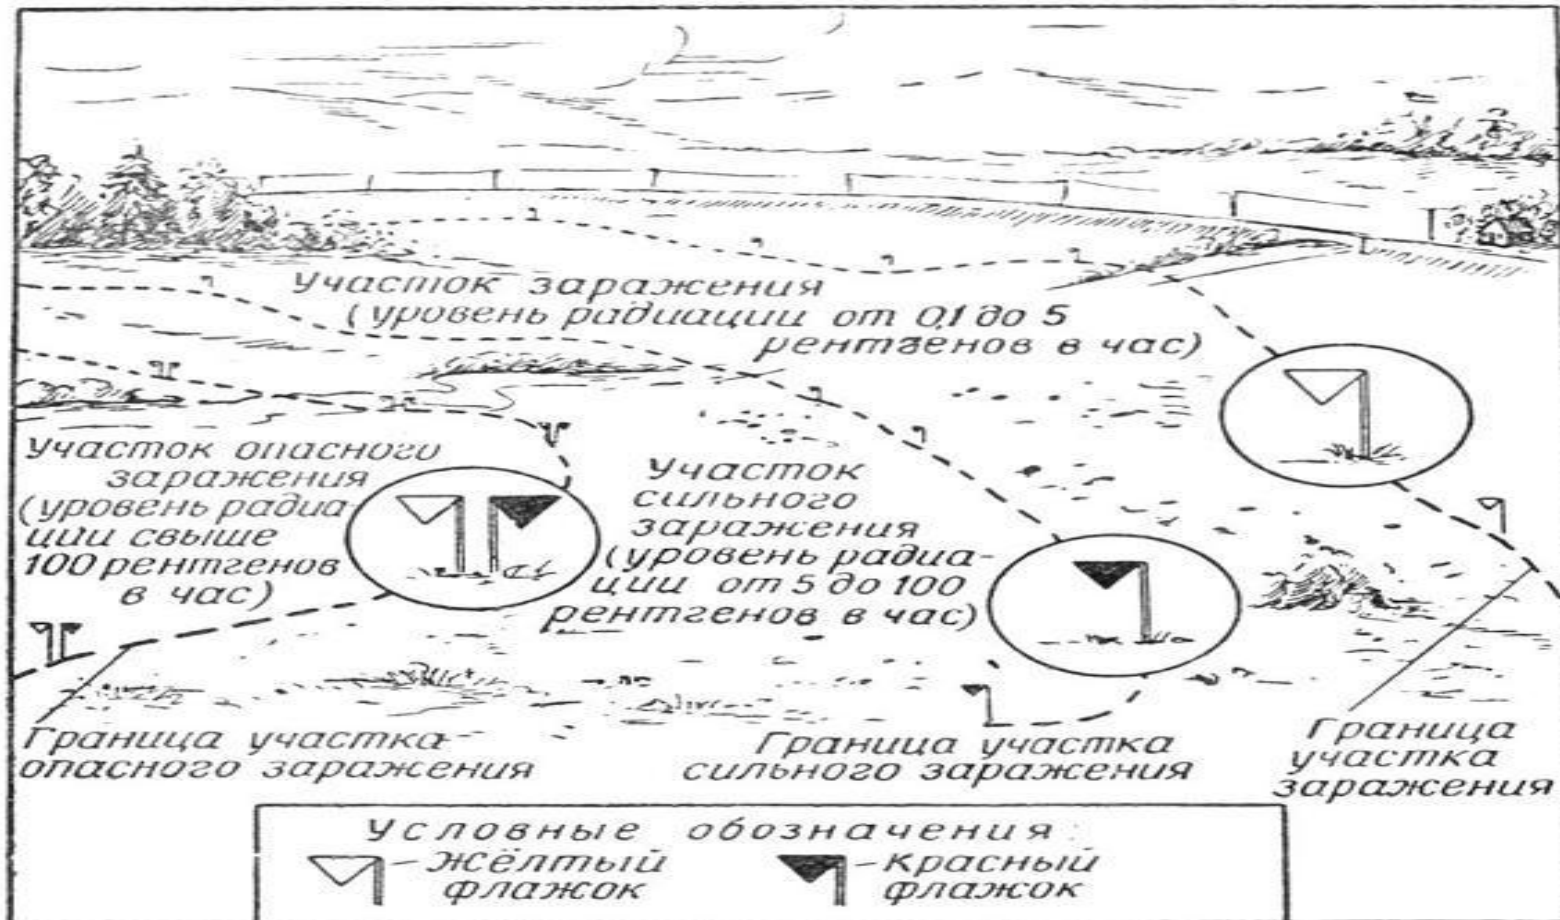 Участок заражения
(уровень радиации от 0,1 до 5
рентгенов в час)
Участок опасного
заражения
(уровень радиа-
ции свыше
100 рентгенов
в час)
Участок
сильного
заражения
(уровень радиа-
ции от 5 до 100
рентгенов в час)
Граница участка
опасного заражения
Граница участка
сильного заражения
Граница
участка
заражения
Условные обозначения:
- жёлтый
флажок
- красный
флажок